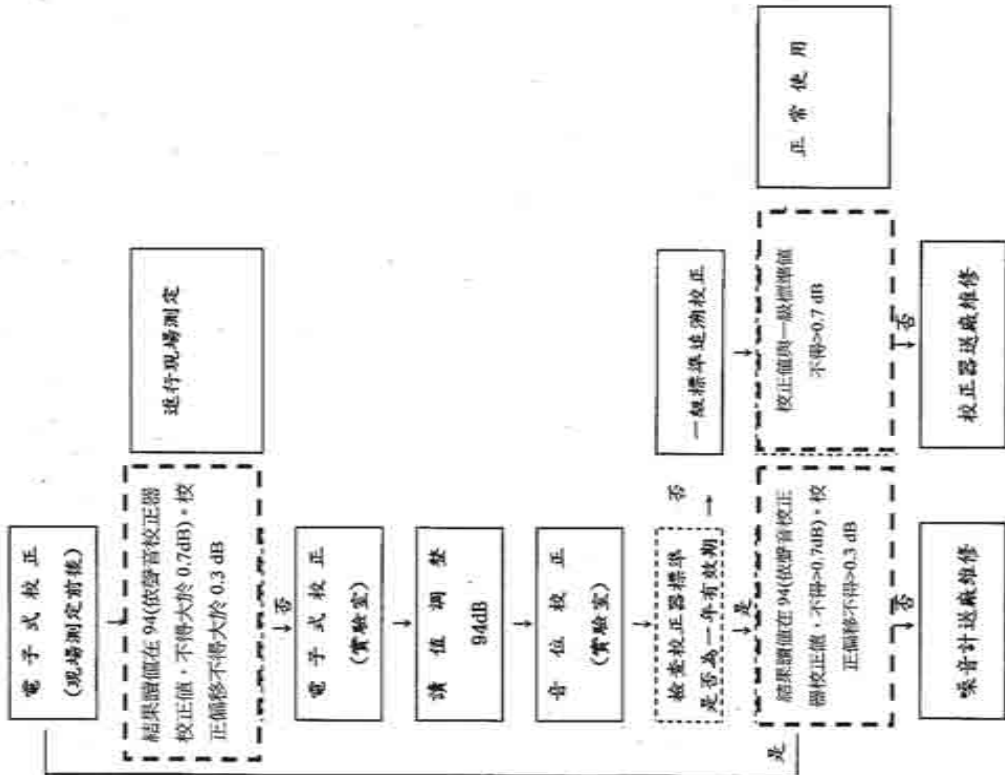 電子式校正
(現場測定前後)
結果讀值在 94(依聲音校正器
校正值，不得大於 0.7dB)，校
正偏移不得大於 0.3 dB
進行現場測定
否
電子式校正
(實驗室)
讀值調整
94dB
音位校正
(實驗室)
檢查校正器標準
是否為一年有效期
否
一級標準追溯校正
是
結果讀值在 94(依聲音校正
器校正值，不得>0.7dB)，校
正偏移不得>0.3 dB
校正值與一級標準值
不得>0.7 dB
正常使用
是
否
噪音計送廠維修
否
校正器送廠維修